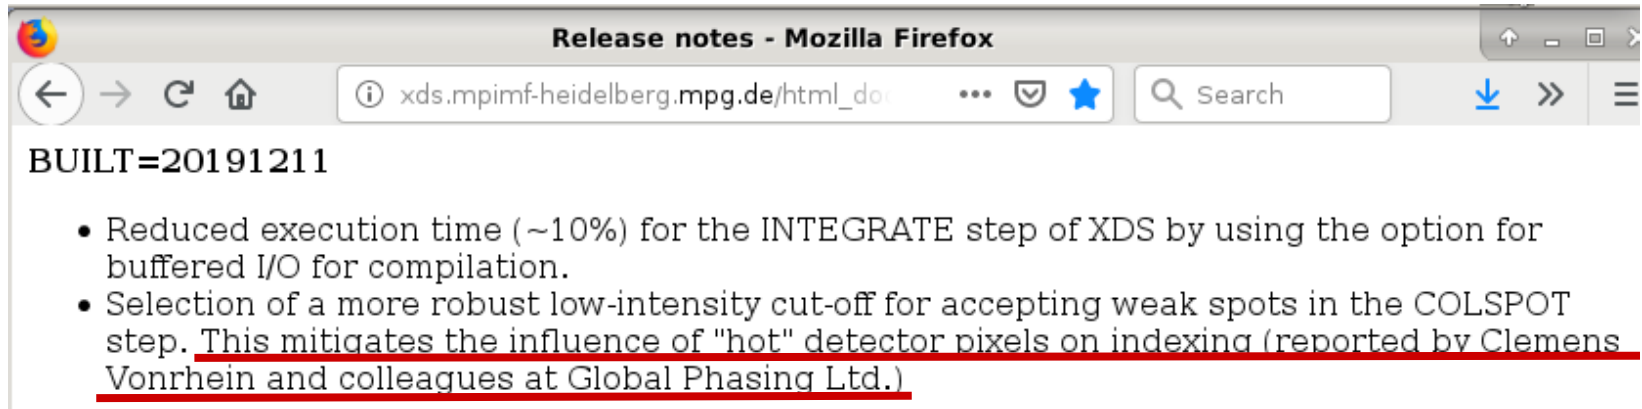 Release notes - Mozilla Firefox
xds.mpimf-heidelberg.mpg.de/html_doc
Search
BUILT=20191211
• Reduced execution time (~10%) for the INTEGRATE step of XDS by using the option for
buffered I/O for compilation.
• Selection of a more robust low-intensity cut-off for accepting weak spots in the COLSPOT
step. This mitigates the influence of "hot" detector pixels on indexing (reported by Clemens
Vonrhein and colleagues at Global Phasing Ltd.)